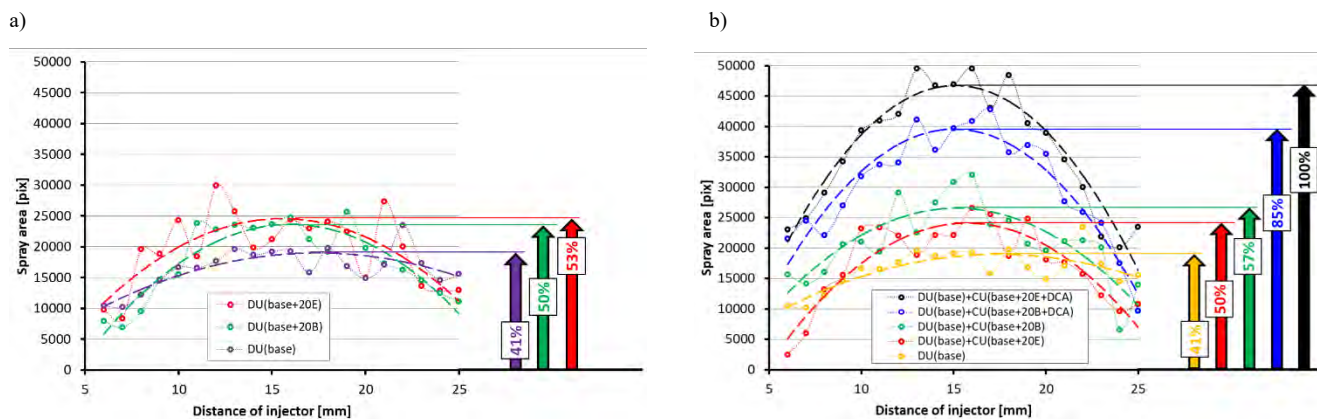 a)
50000
45000
40000
35000
30000
25000
20000
15000
10000
5000
0
Spray area [pix]
5 10 15 20 25
Distance of injector [mm]
DU(base+20E)
DU(base+20B)
DU(base)
41%
50%
53%
b)
50000
45000
40000
35000
30000
25000
20000
15000
10000
5000
0
Spray area [pix]
5 10 15 20 25
Distance of injector [mm]
DU(base)+CU(base+20E+DCA)
DU(base)+CU(base+20B+DCA)
DU(base)+CU(base+20B)
DU(base)+CU(base+20E)
DU(base)
41%
50%
57%
85%
100%